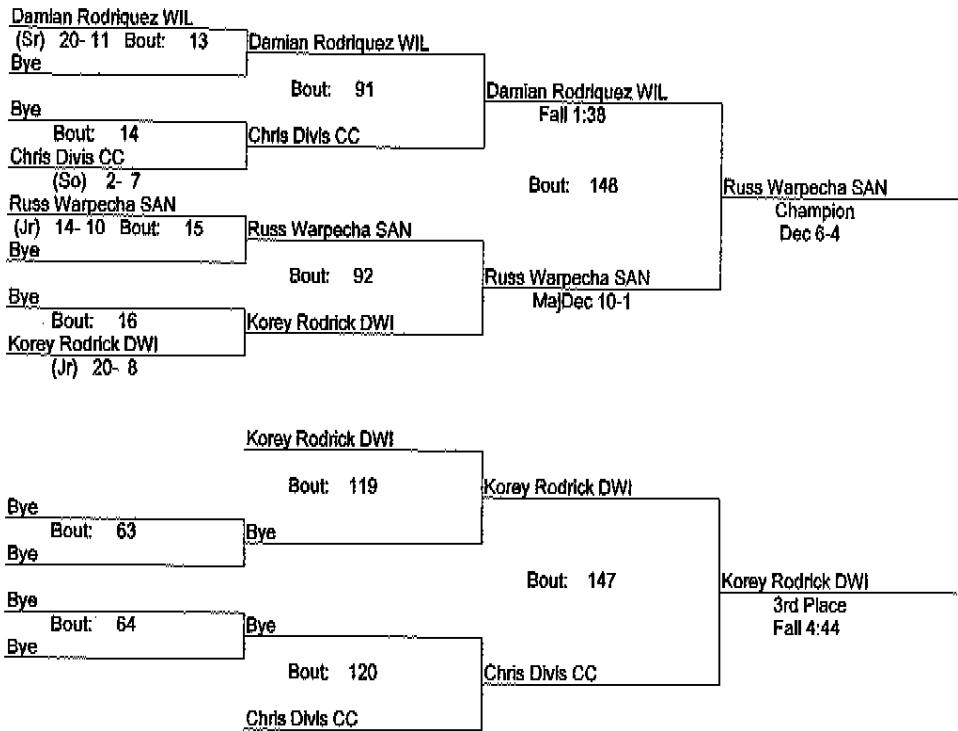 Damian Rodriquez WIL
(Sr) 20- 11 Bout: 13
Bye
Damian Rodriquez WIL
Bout: 91
Bye
Bout: 14
Chris Divis CC
(So) 2- 7
Chris Divis CC
Damian Rodriquez WIL
Fall 1:38
Bout: 148
Russ Warpecha SAN
(Jr) 14- 10 Bout: 15
Bye
Russ Warpecha SAN
Bout: 92
Bye
Bout: 16
Korey Rodrick DWI
(Jr) 20- 8
Korey Rodrick DWI
Russ Warpecha SAN
MajDec 10-1
Russ Warpecha SAN
Champion
Dec 6-4
Korey Rodrick DWI
Bout: 119
Bye
Bout: 63
Bye
Bye
Korey Rodrick DWI
Bout: 147
Bye
Bout: 64
Bye
Bye
Bout: 120
Chris Divis CC
Chris Divis CC
Korey Rodrick DWI
3rd Place
Fall 4:44